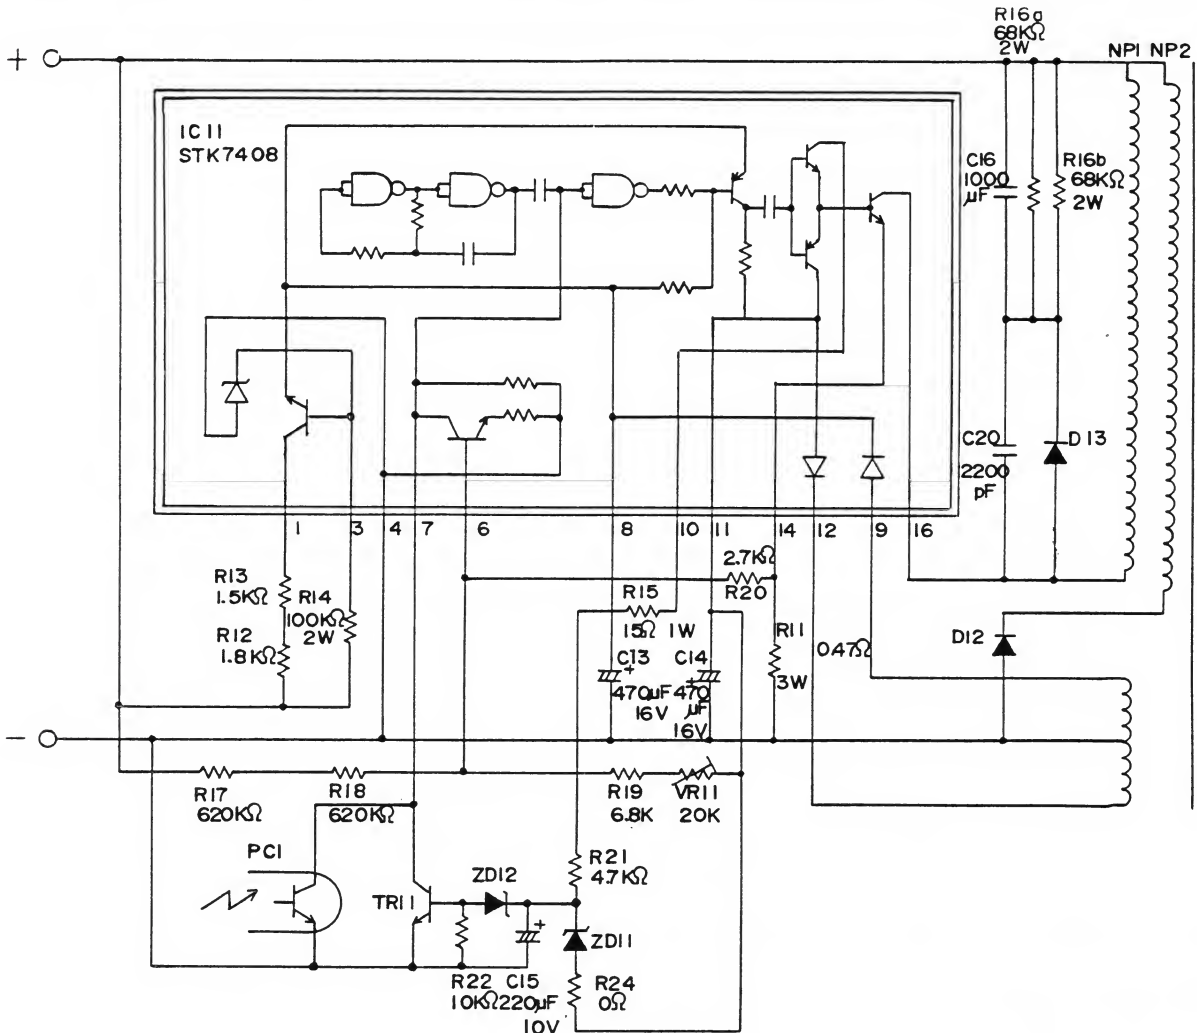 R16a
68KΩ
2W
+
NP1 NP2
IC11
STK7408
C16
1000
μF
R16b
68KΩ
2W
C20
2200
pF
D13
1 3 4 7 6 8 10 11 14 12 9 16
R13
1.5KΩ
R14
100KΩ
2W
R12
1.8KΩ
2.7KΩ
R20
R15
15Ω 1W
R11
0.47Ω
3W
D12
C13
+
470μF
16V
C14
+
470
μF
16V
−
R17
620KΩ
R18
620KΩ
R19
6.8K
VR11
20K
PC1
TR11
ZD12
R21
4.7KΩ
+
ZD11
R22
10KΩ
C15
220μF
10V
R24
0Ω